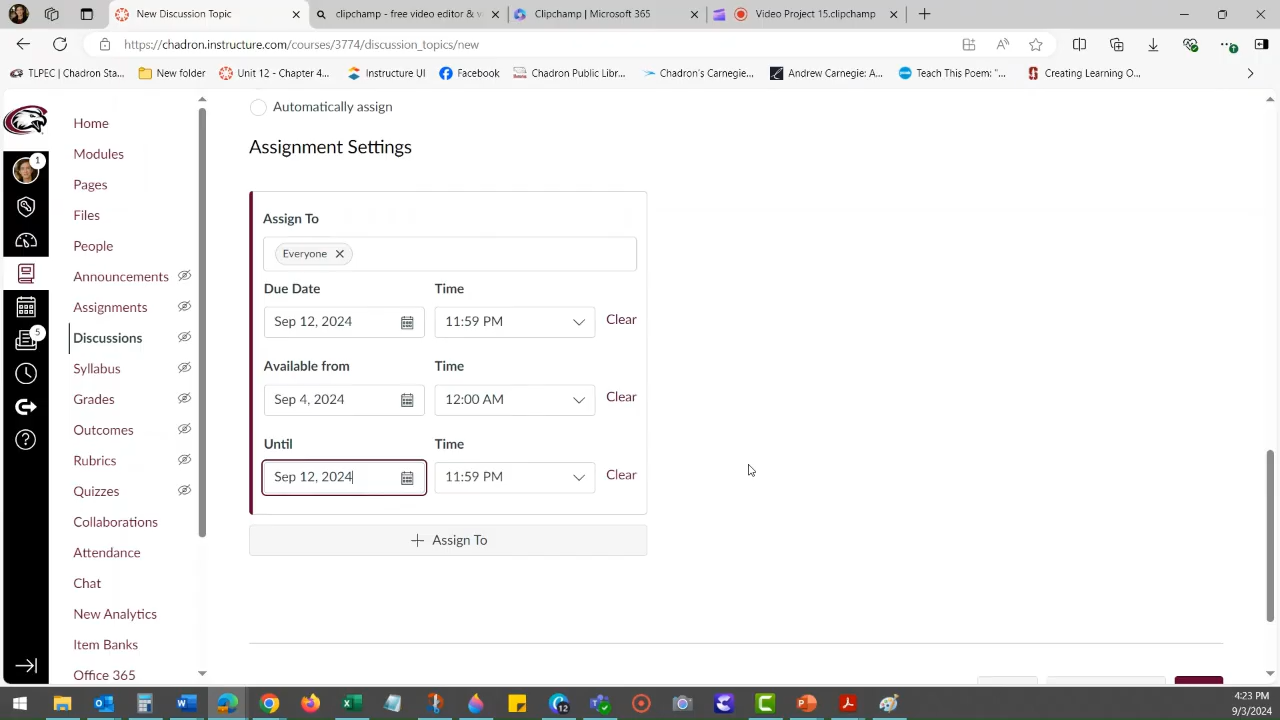 New Discussion Topic
clipchamp - free video editor & v
Clipchamp | Microsoft 365
Video Project 15.clipchamp
https://chadron.instructure.com/courses/3774/discussion_topics/new
TLPEC | Chadron Sta...
New folder
Unit 12 - Chapter 4...
Instructure UI
Facebook
Chadron Public Libr...
Chadron's Carnegie...
Andrew Carnegie: A...
Teach This Poem: "...
Creating Learning O...
1
5
Home
Modules
Pages
Files
People
Announcements
Assignments
Discussions
Syllabus
Grades
Outcomes
Rubrics
Quizzes
Collaborations
Attendance
Chat
New Analytics
Item Banks
Office 365
Automatically assign
Assignment Settings
Assign To
Everyone
Due Date Time
Sep 12, 2024 11:59 PM Clear
Available from Time
Sep 4, 2024 12:00 AM Clear
Until Time
Sep 12, 2024 11:59 PM Clear
Assign To
12
4:23 PM
9/3/2024